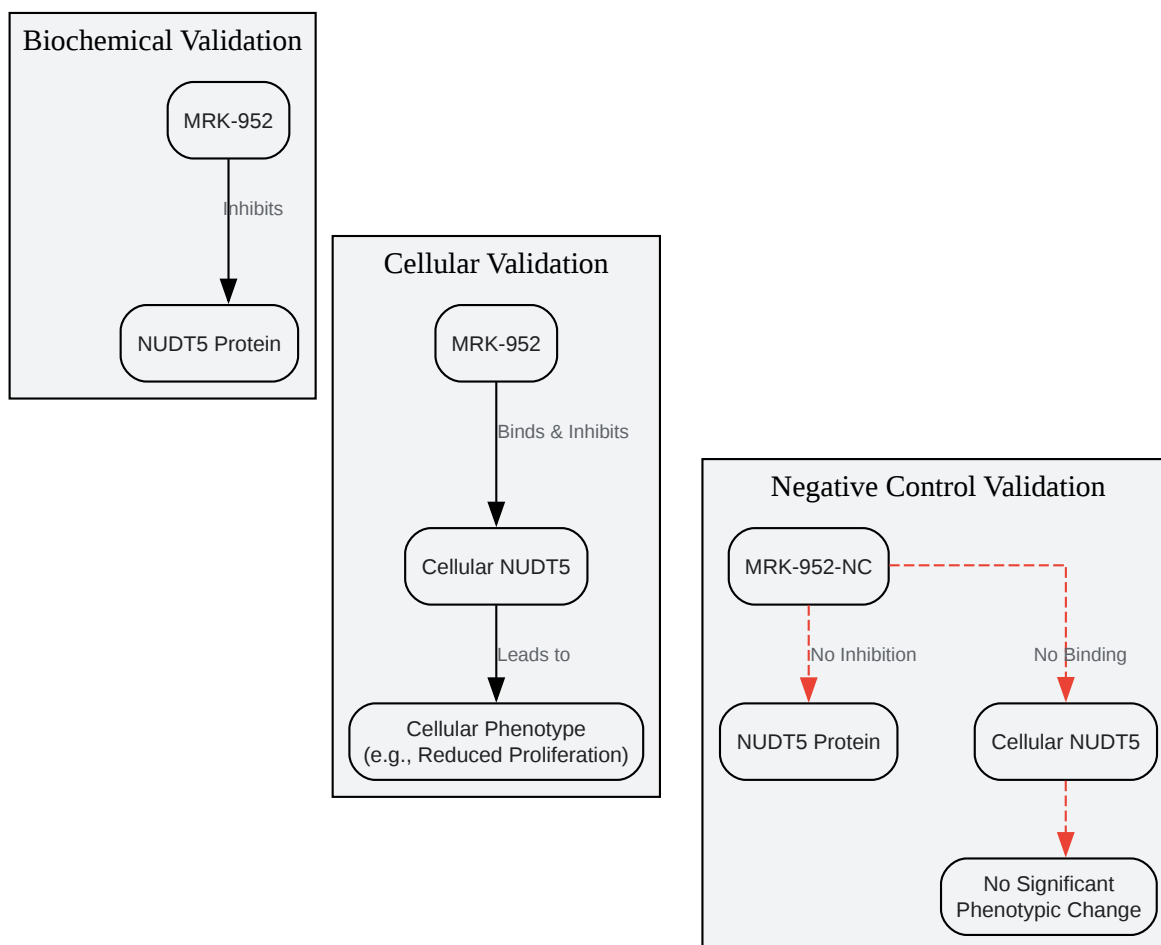 Biochemical Validation
MRK-952
Inhibits
NUDT5 Protein
Cellular Validation
MRK-952
Binds & Inhibits
Cellular NUDT5
Leads to
Cellular Phenotype
(e.g., Reduced Proliferation)
Negative Control Validation
MRK-952-NC
No Inhibition
No Binding
NUDT5 Protein
Cellular NUDT5
No Significant
Phenotypic Change